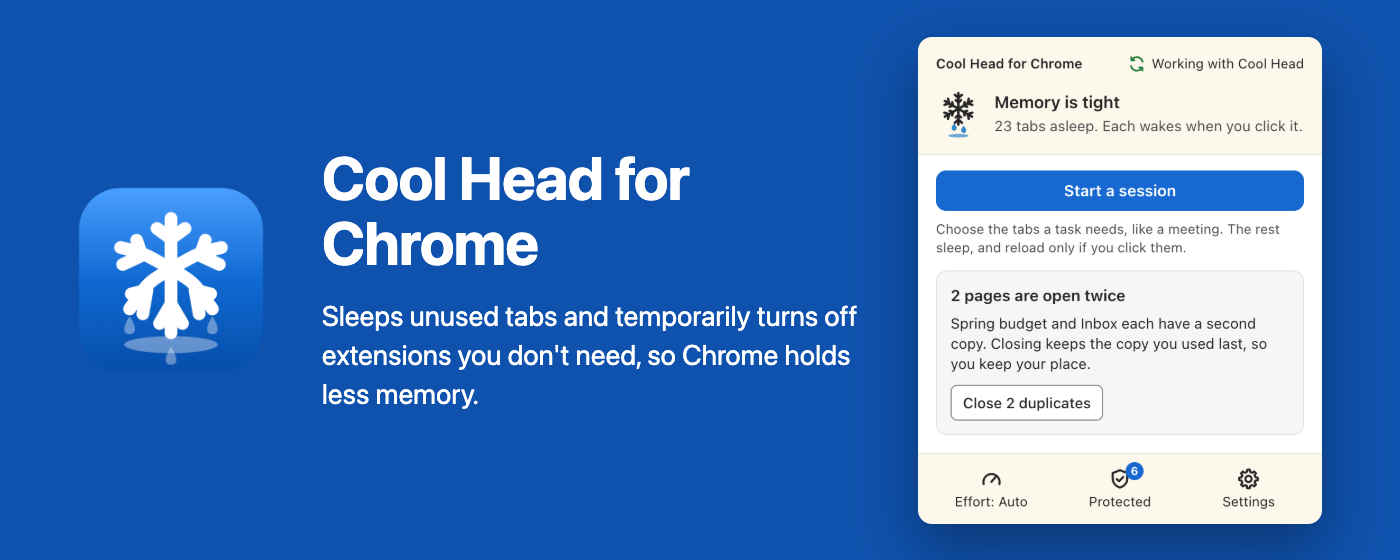 Cool Head for
Chrome
Sleeps unused tabs and temporarily turns off
extensions you don't need, so Chrome holds
less memory.
Cool Head for Chrome
Working with Cool Head
Memory is tight
23 tabs asleep. Each wakes when you click it.
Start a session
Choose the tabs a task needs, like a meeting. The rest
sleep, and reload only if you click them.
2 pages are open twice
Spring budget and Inbox each have a second
copy. Closing keeps the copy you used last, so
you keep your place.
Close 2 duplicates
Effort: Auto
6
Protected
Settings